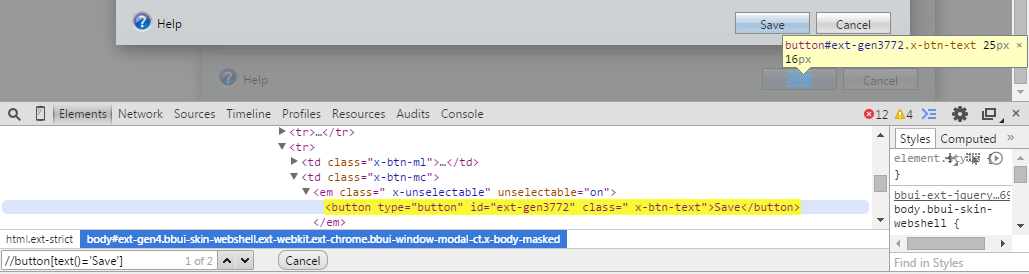 Help Save Cancel
button#ext-gen3772.x-btn-text 25px ×
16px
Help Save Cancel
Elements Network Sources Timeline Profiles Resources Audits Console 12 4
<tr>…</tr>
<tr>
<td class="x-btn-ml">…</td>
<td class="x-btn-mc">
<em class=" x-unselectable" unselectable="on">
<button type="button" id="ext-gen3772" class=" x-btn-text">Save</button>
</em>
Styles Computed »
element.style {
}
bbui-ext-jquery…69
body.bbui-skin-
webshell {
html.ext-strict body#ext-gen4.bbui-skin-webshell.ext-webkit.ext-chrome.bbui-window-modal-ct.x-body-masked
//button[text()='Save'] 1 of 2 Cancel
Find in Styles